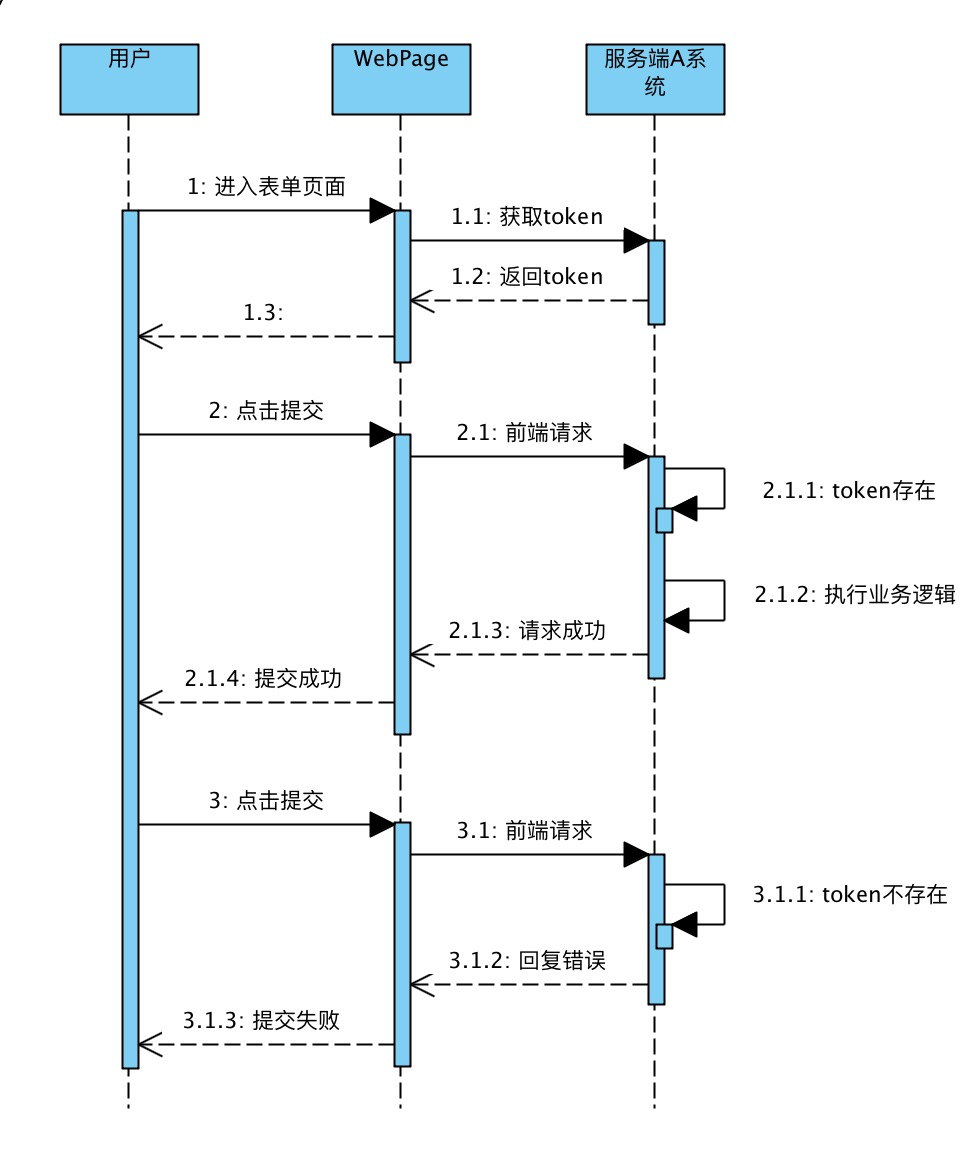 用户
WebPage
服务端A系
统
1: 进入表单页面
1.1: 获取token
1.2: 返回token
1.3:
2: 点击提交
2.1: 前端请求
2.1.1: token存在
2.1.2: 执行业务逻辑
2.1.3: 请求成功
2.1.4: 提交成功
3: 点击提交
3.1: 前端请求
3.1.1: token不存在
3.1.2: 回复错误
3.1.3: 提交失败